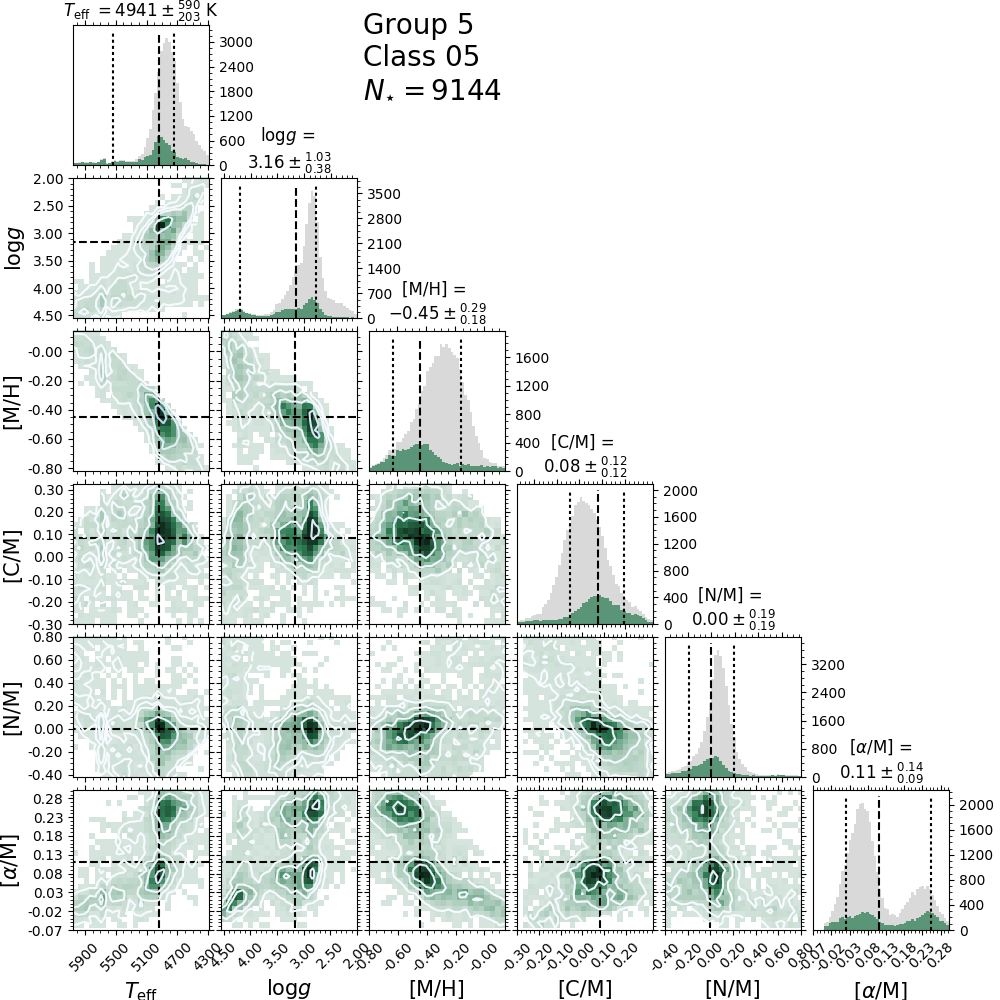 T_eff = 4941 ± 590 203 K
Group 5
Class 05
N⋆ = 9144
3000
2400
1800
1200
600
0
log g =
3.16 ± 1.03 0.38
log g
2.00
2.50
3.00
3.50
4.00
4.50
3500
2800
2100
1400
700
0
[M/H] =
−0.45 ± 0.29 0.18
[M/H]
-0.00
-0.20
-0.40
-0.60
-0.80
1600
1200
800
400
0
[C/M] =
0.08 ± 0.12 0.12
[C/M]
0.30
0.20
0.10
0.00
-0.10
-0.20
-0.30
2000
1600
1200
800
400
0
[N/M] =
0.00 ± 0.19 0.19
[N/M]
0.80
0.60
0.40
0.20
0.00
-0.20
-0.40
3200
2400
1600
800
0
[α/M] =
0.11 ± 0.14 0.09
[α/M]
0.28
0.23
0.18
0.13
0.08
0.03
-0.02
-0.07
2000
1600
1200
800
400
0
5900 5500 5100 4700 4300
4.50 4.00 3.50 3.00 2.50 2.00
-0.80 -0.60 -0.40 -0.20 -0.00
-0.30 -0.20 -0.10 0.00 0.10 0.20
-0.40 -0.20 0.00 0.20 0.40 0.60 0.80
-0.07 -0.02 0.03 0.08 0.13 0.18 0.23 0.28
T_eff log g [M/H] [C/M] [N/M] [α/M]